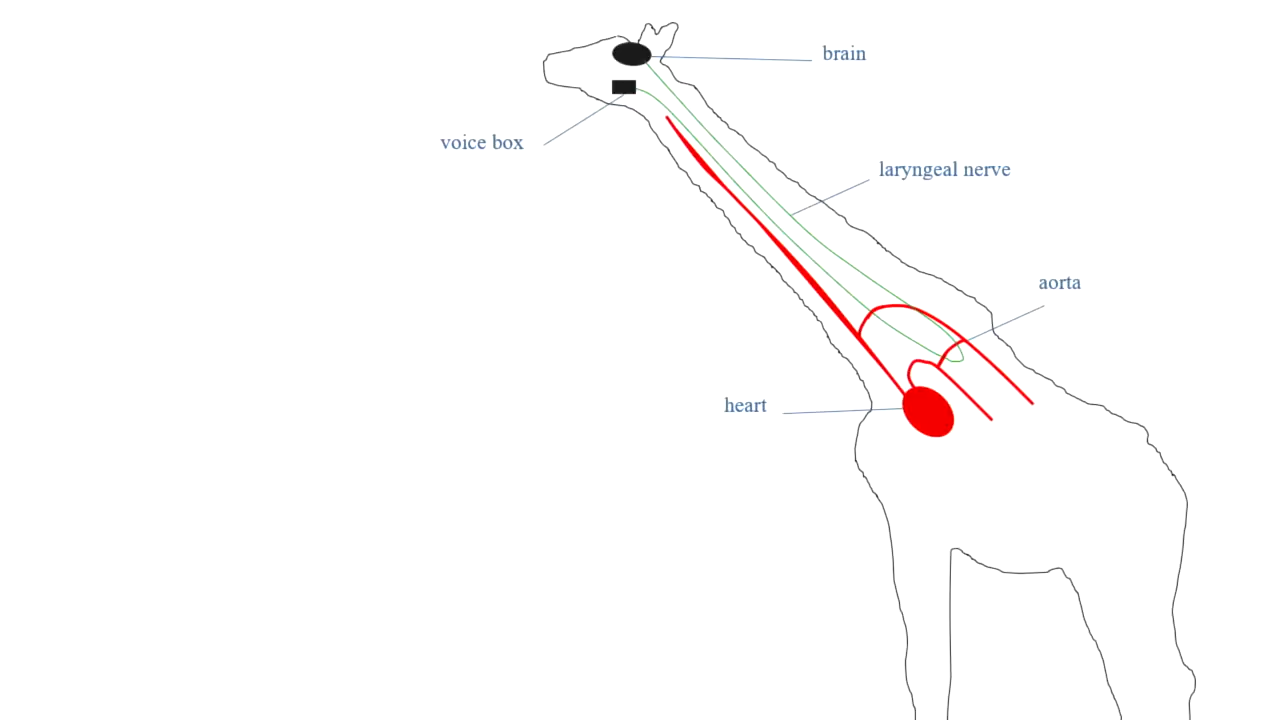 brain
voice box
laryngeal nerve
aorta
heart